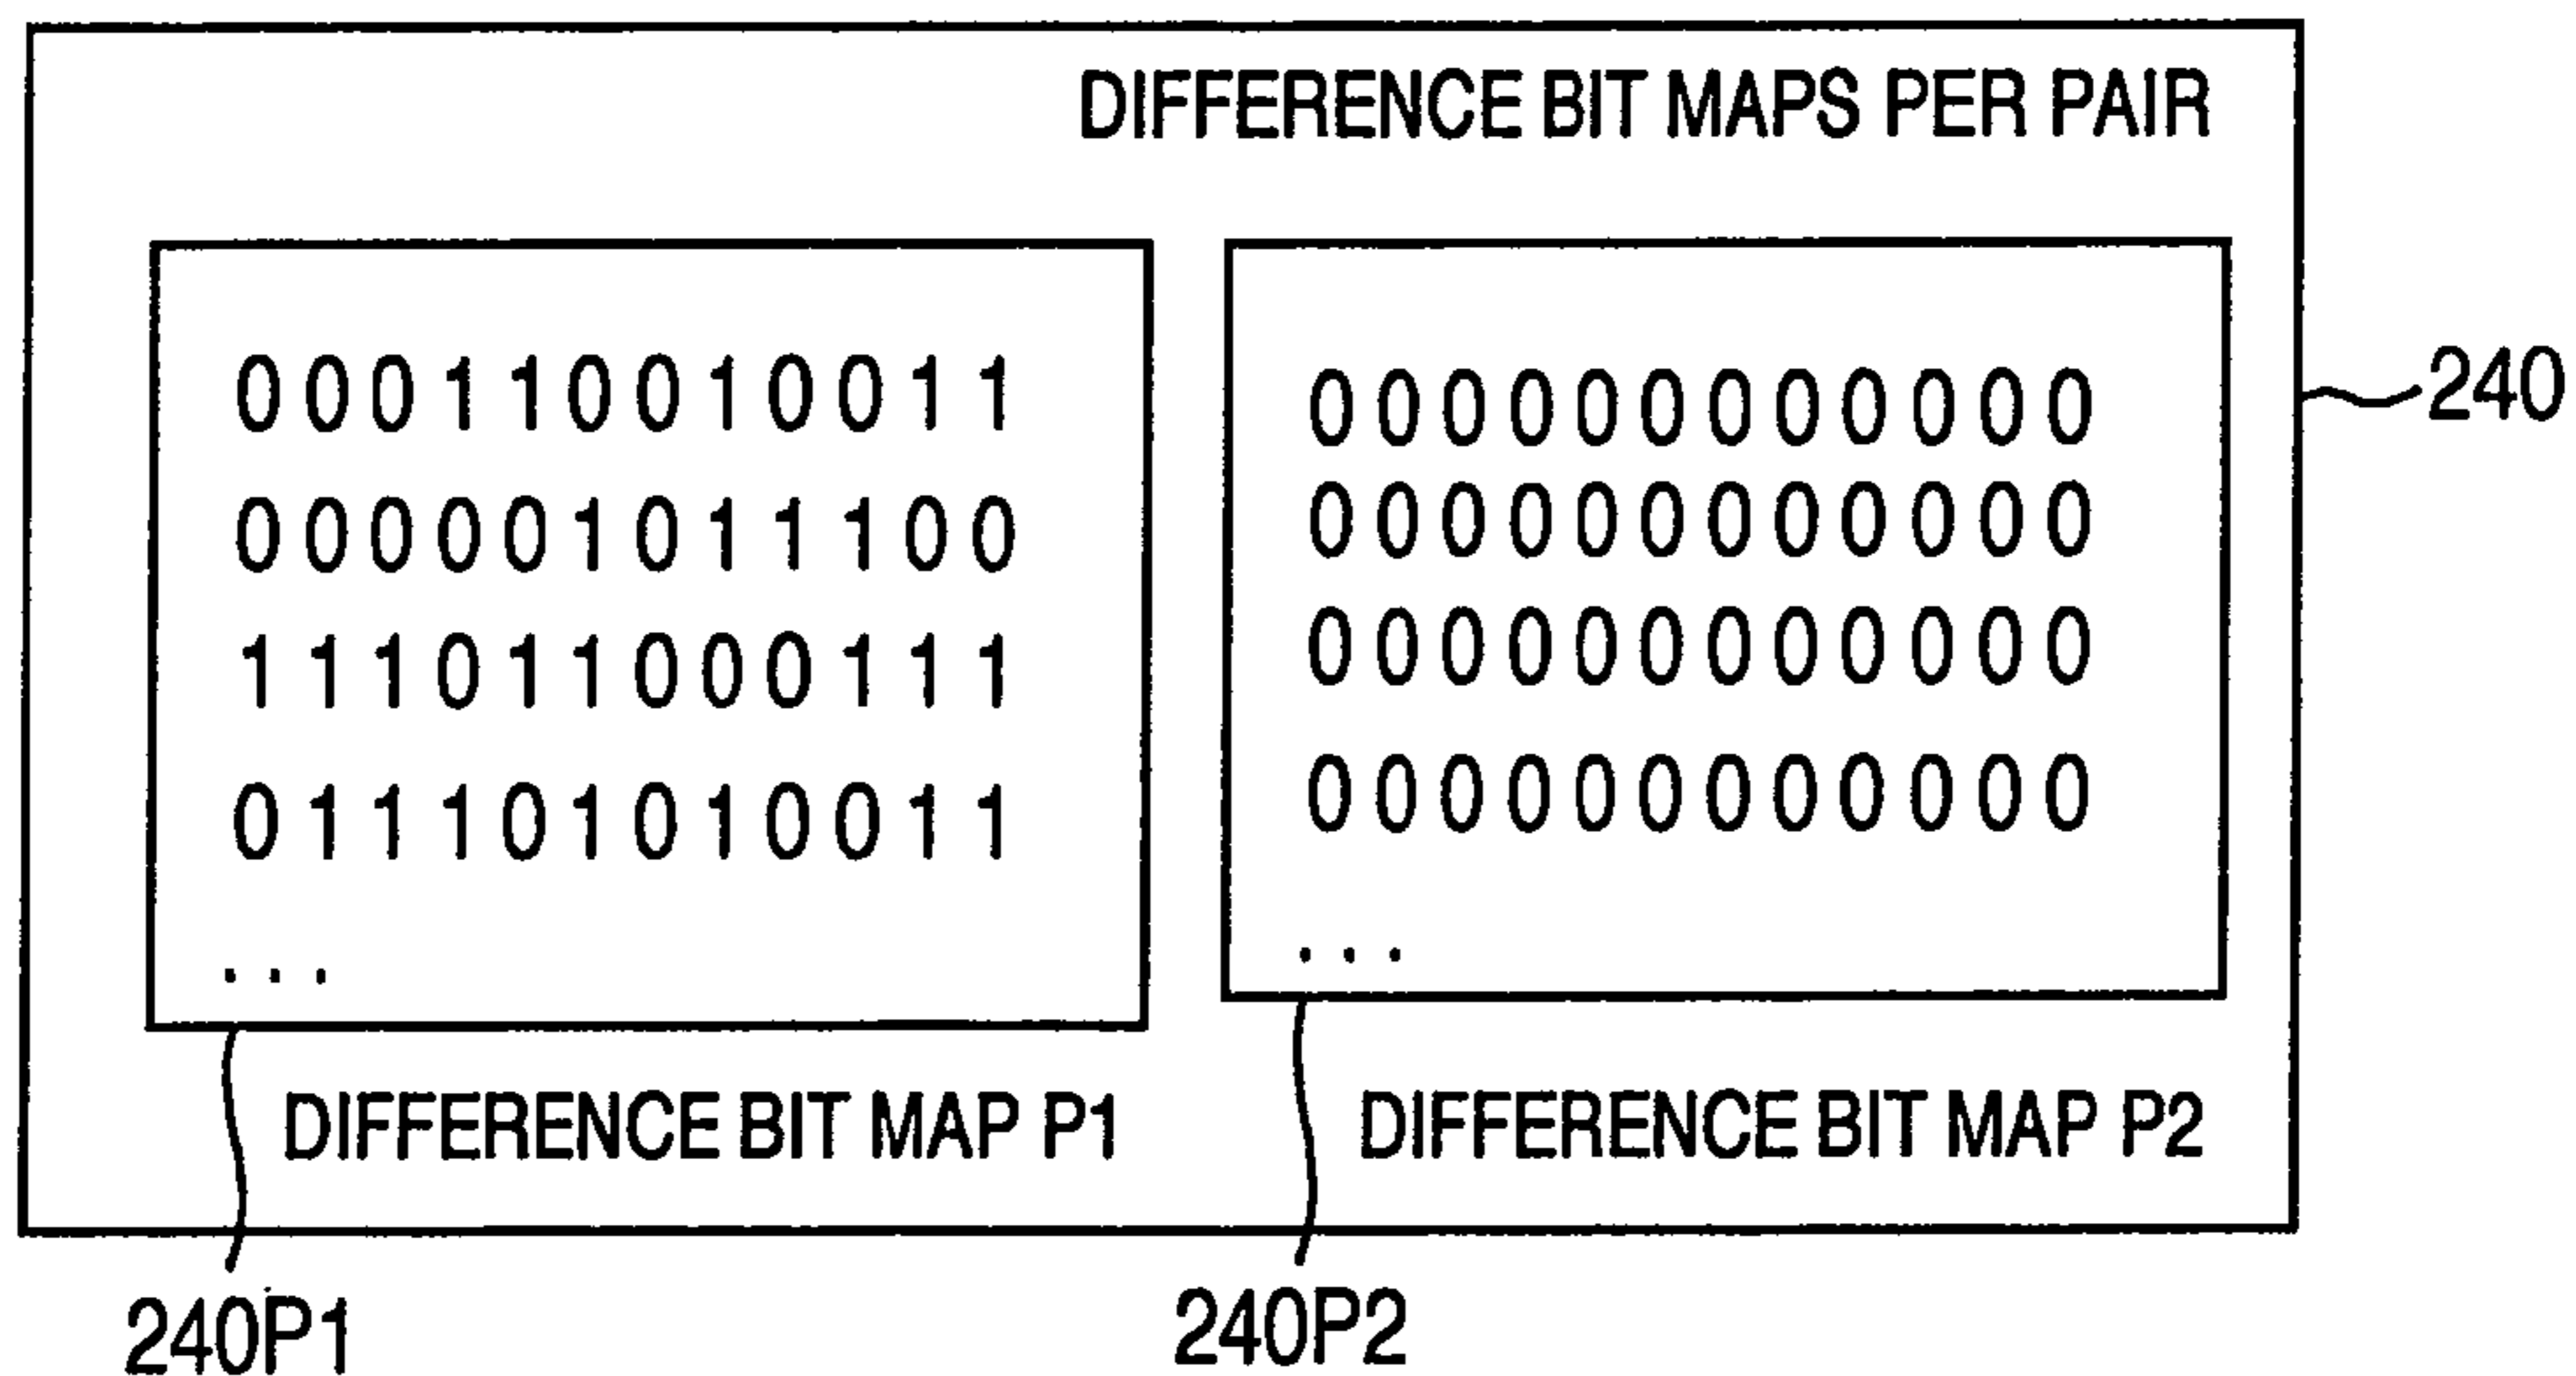 DIFFERENCE BIT MAPS PER PAIR
0 0 0 1 1 0 0 1 0 0 1 1
0 0 0 0 0 1 0 1 1 1 0 0
1 1 1 0 1 1 0 0 0 1 1 1
0 1 1 1 0 1 0 1 0 0 1 1
. . .
DIFFERENCE BIT MAP P1
240P1
0 0 0 0 0 0 0 0 0 0 0 0
0 0 0 0 0 0 0 0 0 0 0 0
0 0 0 0 0 0 0 0 0 0 0 0
0 0 0 0 0 0 0 0 0 0 0 0
. . .
DIFFERENCE BIT MAP P2
240P2
240